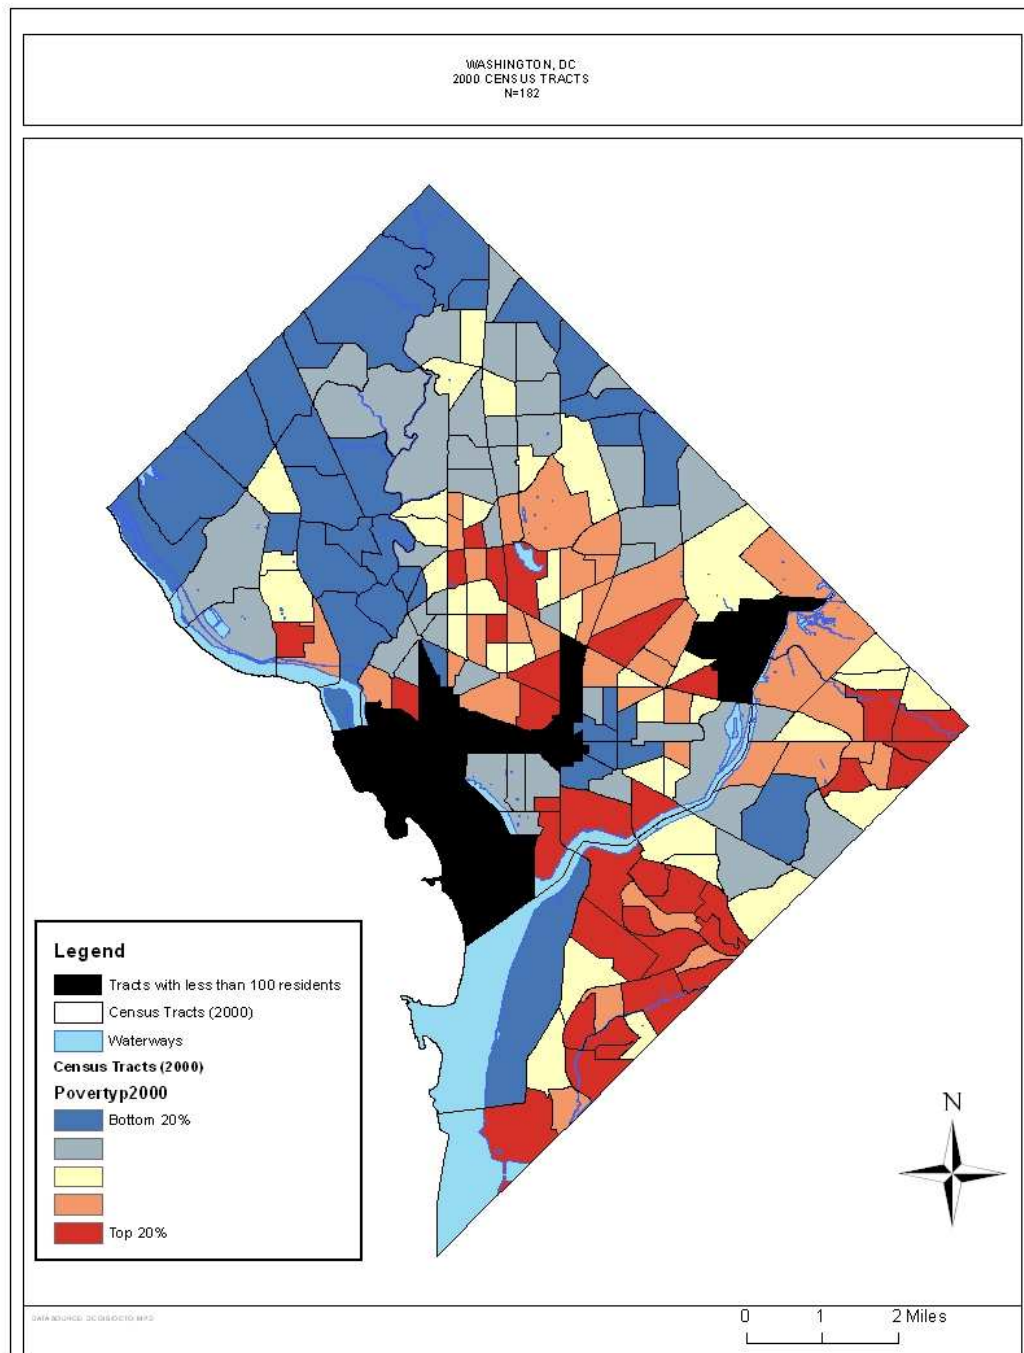 WASHINGTON, DC
2000 CENSUS TRACTS
N=182
Legend
Tracts with less than 100 residents
Census Tracts (2000)
Waterways
Census Tracts (2000)
Povertyp2000
Bottom 20%
Top 20%
N
0 1 2 Miles